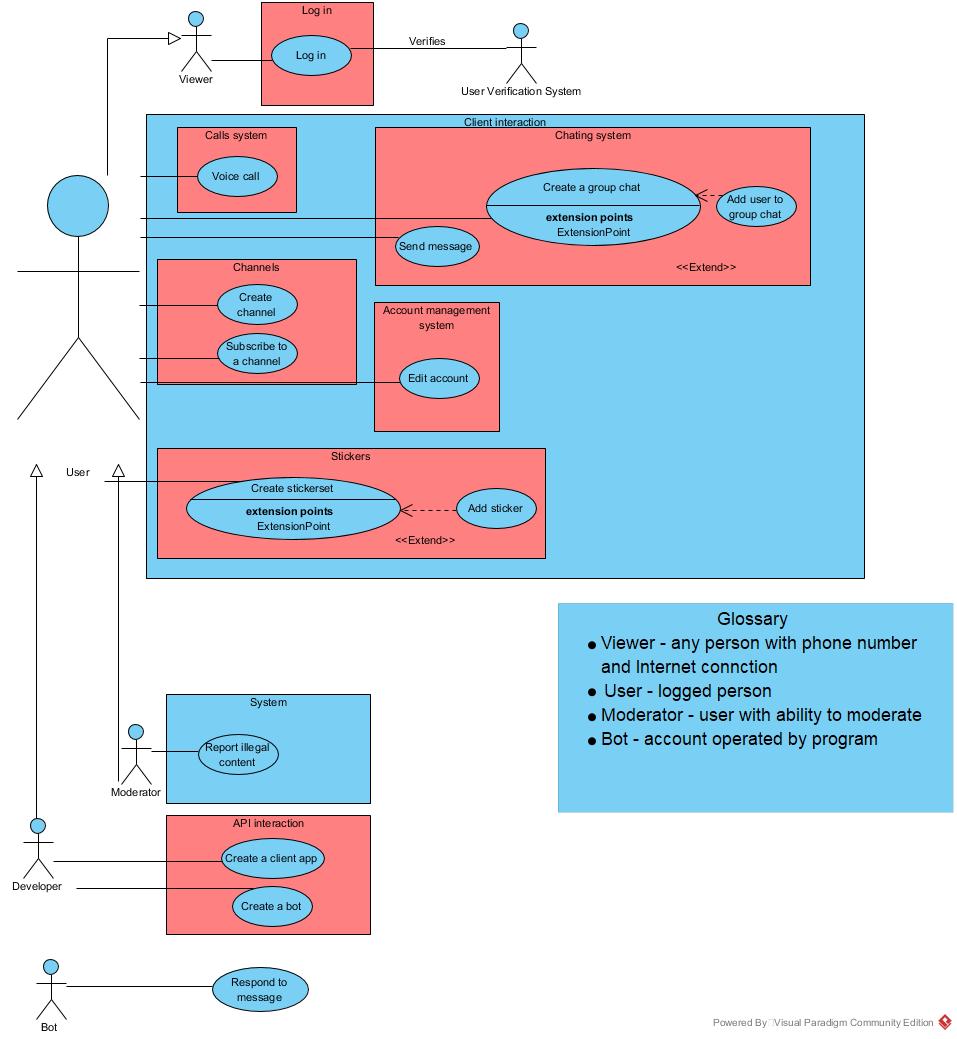 Log in
Log in
Verifies
Viewer
User Verification System
Client interaction
Calls system
Voice call
Chating system
Create a group chat
extension points
ExtensionPoint
Add user to
group chat
Send message
<<Extend>>
Channels
Create
channel
Subscribe to
a channel
Account management
system
Edit account
User
Stickers
Create stickerset
extension points
ExtensionPoint
Add sticker
<<Extend>>
Glossary
● Viewer - any person with phone number
and Internet connction
● User - logged person
● Moderator - user with ability to moderate
● Bot - account operated by program
System
Report illegal
content
Moderator
API interaction
Create a client app
Create a bot
Developer
Respond to
message
Bot
Powered By Visual Paradigm Community Edition